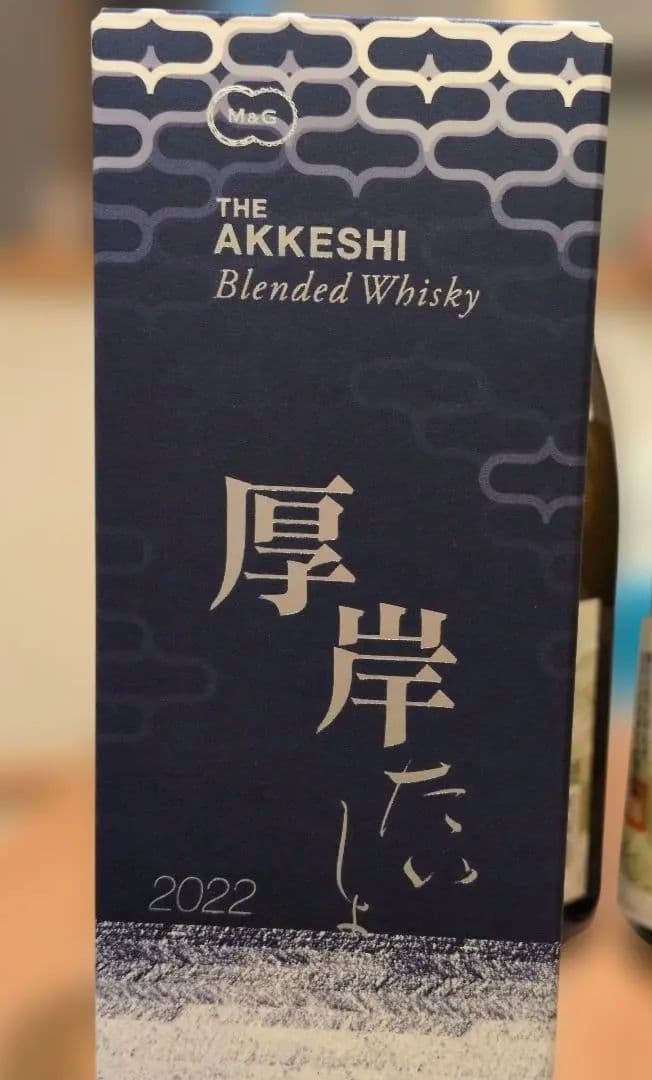 M&G
THE
AKKESHI
Blended Whisky
厚岸
たい
しょ
2022